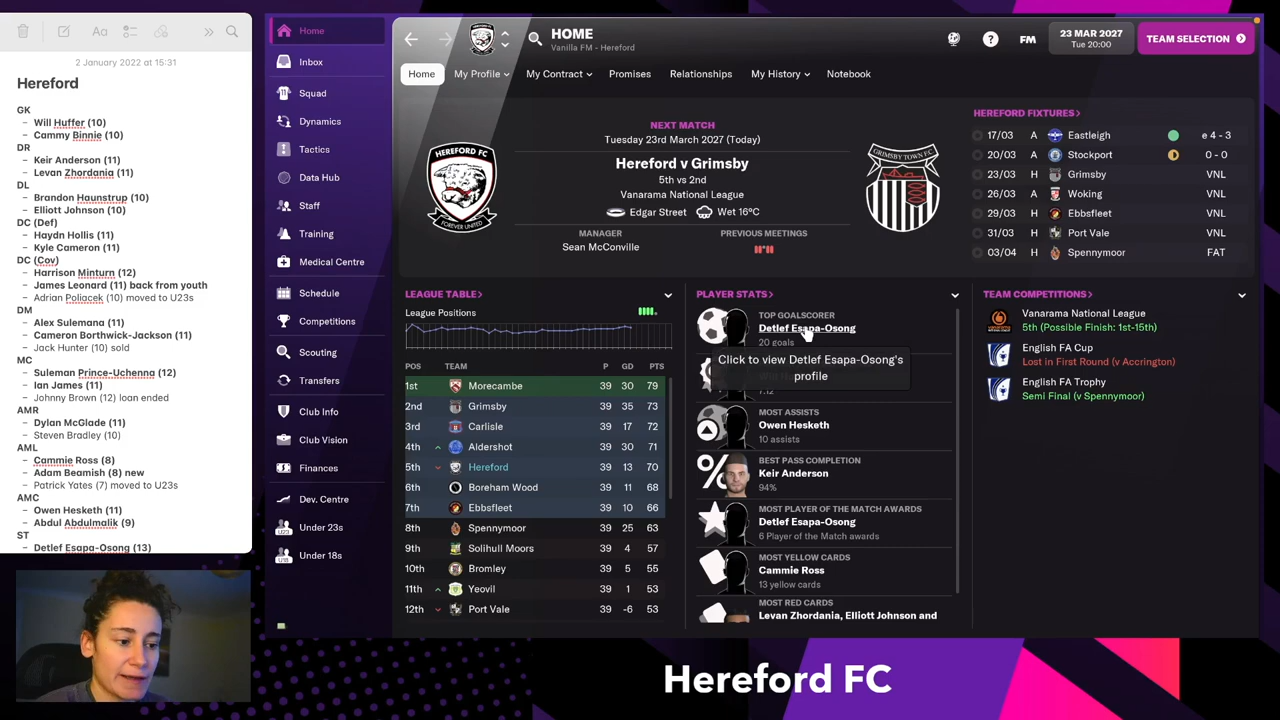 2 January 2022 at 15:31
Hereford
GK
– Will Huffer (10)
– Cammy Binnie (10)
DR
– Keir Anderson (11)
– Levan Zhordania (11)
DL
– Brandon Haunstrup (10)
– Elliott Johnson (10)
DC (Def)
– Haydn Hollis (11)
– Kyle Cameron (11)
DC (Cov)
– Harrison Minturn (12)
– James Leonard (11) back from youth
– Adrian Poliacek (10) moved to U23s
DM
– Alex Sulemana (11)
– Cameron Borthwick-Jackson (11)
– Jack Hunter (10) sold
MC
– Suleman Prince-Uchenna (12)
– Ian James (11)
– Johnny Brown (12) loan ended
AMR
– Dylan McGlade (11)
– Steven Bradley (10)
AML
– Cammie Ross (8)
– Adam Beamish (8) new
– Patrick Yates (7) moved to U23s
AMC
– Owen Hesketh (11)
– Abdul Abdulmalik (9)
ST
– Detlef Esapa-Osong (13)
Home
Inbox
Squad
Dynamics
Tactics
Data Hub
Staff
Training
Medical Centre
Schedule
Competitions
Scouting
Transfers
Club Info
Club Vision
Finances
Dev. Centre
Under 23s
Under 18s
HOME
Vanilla FM - Hereford
FM
23 MAR 2027
Tue 20:00
TEAM SELECTION
Home My Profile My Contract Promises Relationships My History Notebook
NEXT MATCH
Tuesday 23rd March 2027 (Today)
Hereford v Grimsby
5th vs 2nd
Vanarama National League
Edgar Street Wet 16°C
MANAGER
Sean McConville
PREVIOUS MEETINGS
HEREFORD FC
FOREVER UNITED
GRIMSBY TOWN F.C.
HEREFORD FIXTURES>
17/03 A Eastleigh e 4 - 3
20/03 A Stockport 0 - 0
23/03 H Grimsby VNL
26/03 A Woking VNL
29/03 H Ebbsfleet VNL
31/03 H Port Vale VNL
03/04 H Spennymoor FAT
LEAGUE TABLE>
League Positions
POS TEAM PLD GD PTS
1st Morecambe 39 30 79
2nd Grimsby 39 35 73
3rd Carlisle 39 17 72
4th Aldershot 39 30 71
5th Hereford 39 13 70
6th Boreham Wood 39 11 68
7th Ebbsfleet 39 10 66
8th Spennymoor 39 25 63
9th Solihull Moors 39 4 57
10th Bromley 39 5 55
11th Yeovil 39 1 53
12th Port Vale 39 -6 53
PLAYER STATS>
TOP GOALSCORER
Detlef Esapa-Osong
20 goals
Click to view Detlef Esapa-Osong's
profile
7.12
MOST ASSISTS
Owen Hesketh
10 assists
BEST PASS COMPLETION
Keir Anderson
94%
MOST PLAYER OF THE MATCH AWARDS
Detlef Esapa-Osong
6 Player of the Match awards
MOST YELLOW CARDS
Cammie Ross
13 yellow cards
MOST RED CARDS
Levan Zhordania, Elliott Johnson and
TEAM COMPETITIONS>
Vanarama National League
5th (Possible Finish: 1st-15th)
English FA Cup
Lost in First Round (v Accrington)
English FA Trophy
Semi Final (v Spennymoor)
Hereford FC